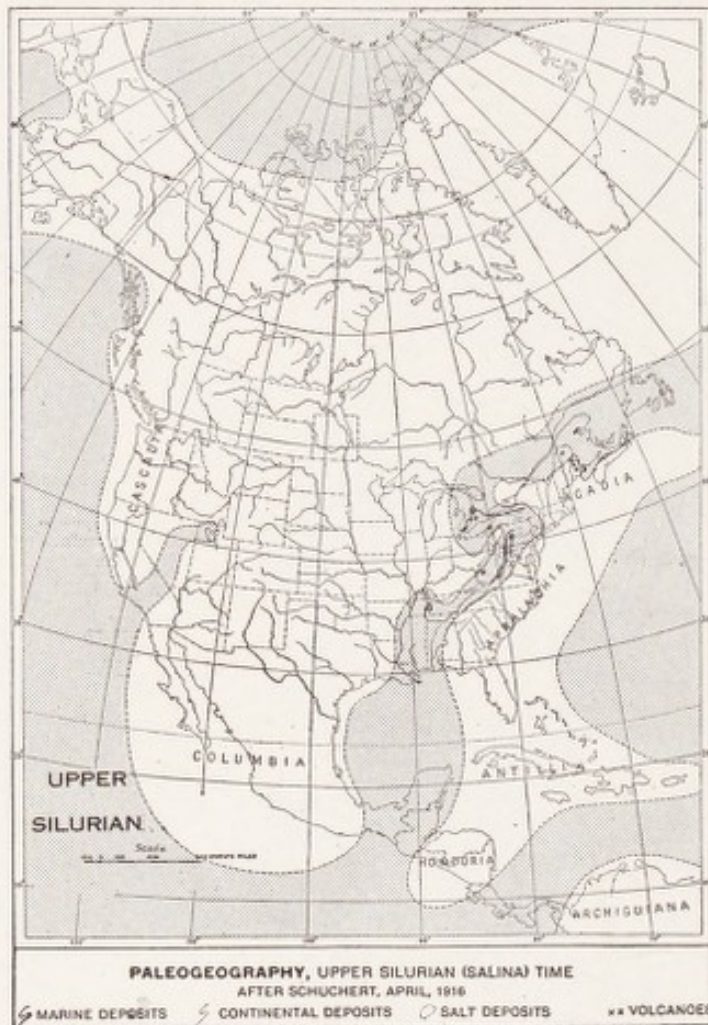 CASCADIA
ACADIA
APPALACHIA
COLUMBIA
ANTILLIA
UPPER
SILURIAN
Scale
HONDURIA
ARCHIGUIANA
PALEOGEOGRAPHY, UPPER SILURIAN (SALINA) TIME
AFTER SCHUCHERT, APRIL, 1916
MARINE DEPOSITS CONTINENTAL DEPOSITS SALT DEPOSITS ** VOLCANOES